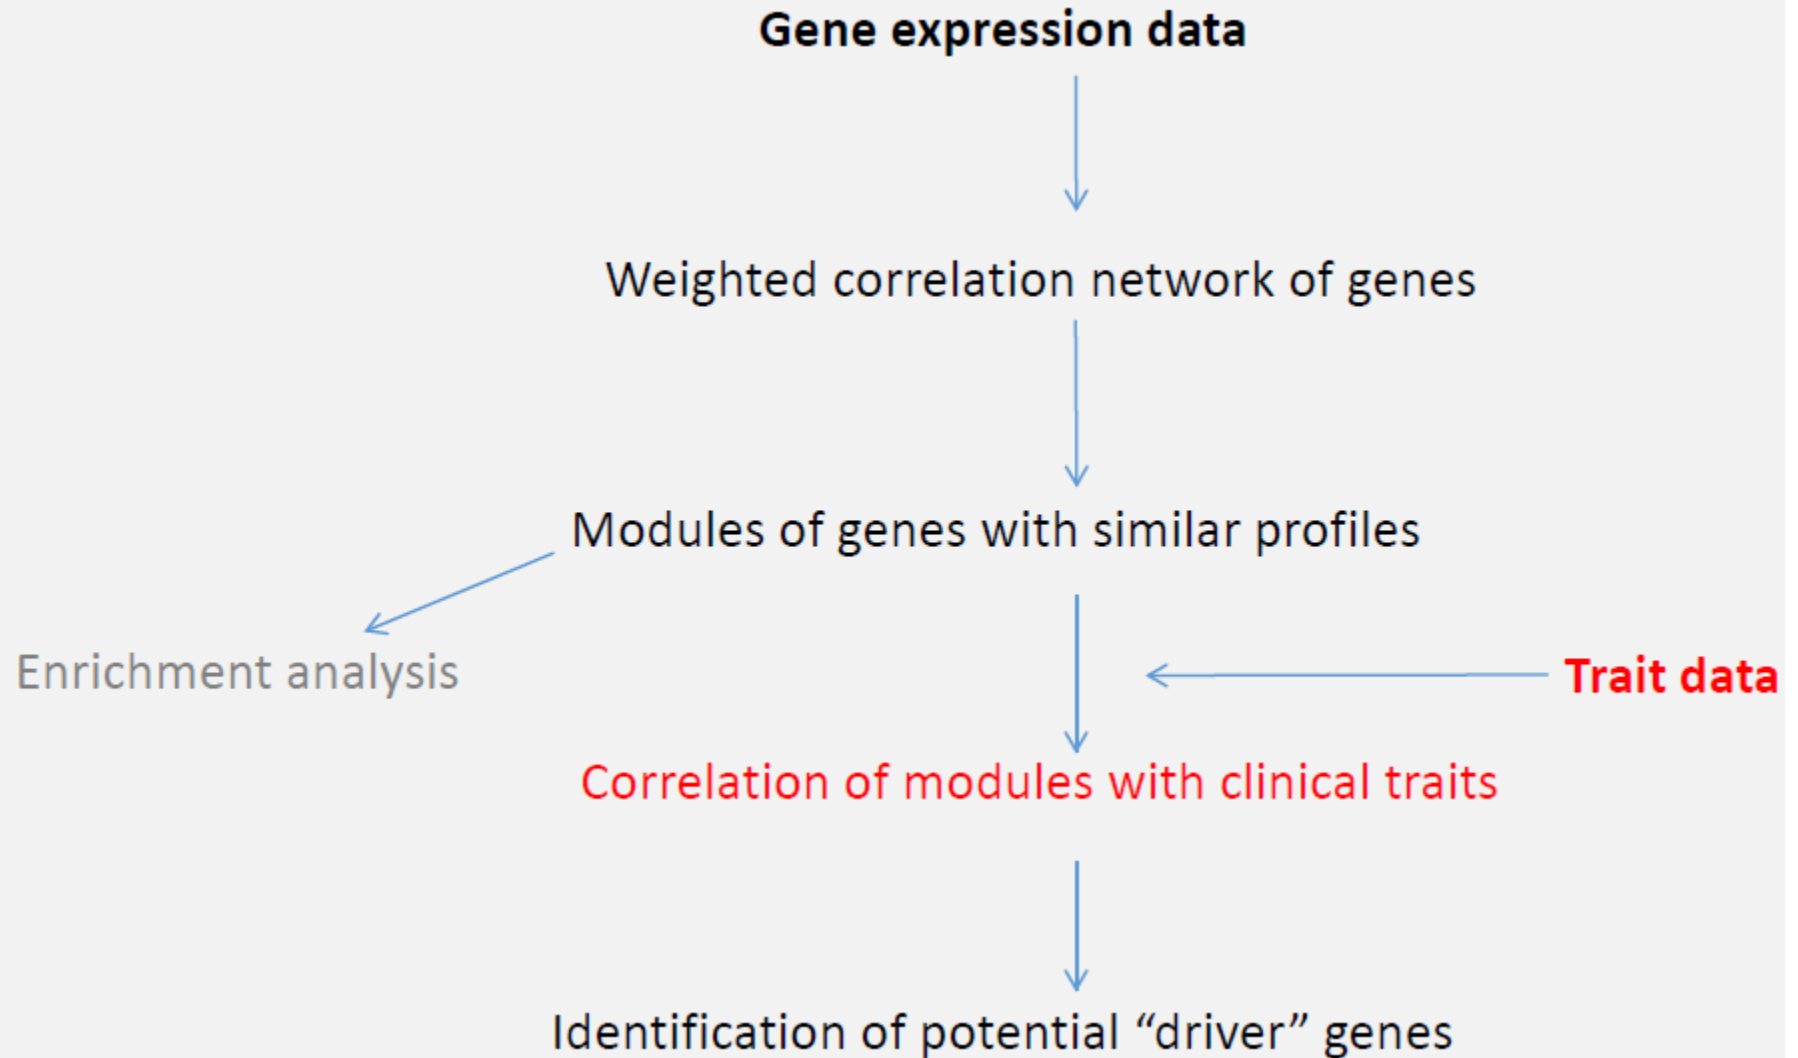 Gene expression data
Weighted correlation network of genes
Modules of genes with similar profiles
Enrichment analysis
Trait data
Correlation of modules with clinical traits
Identification of potential “driver” genes